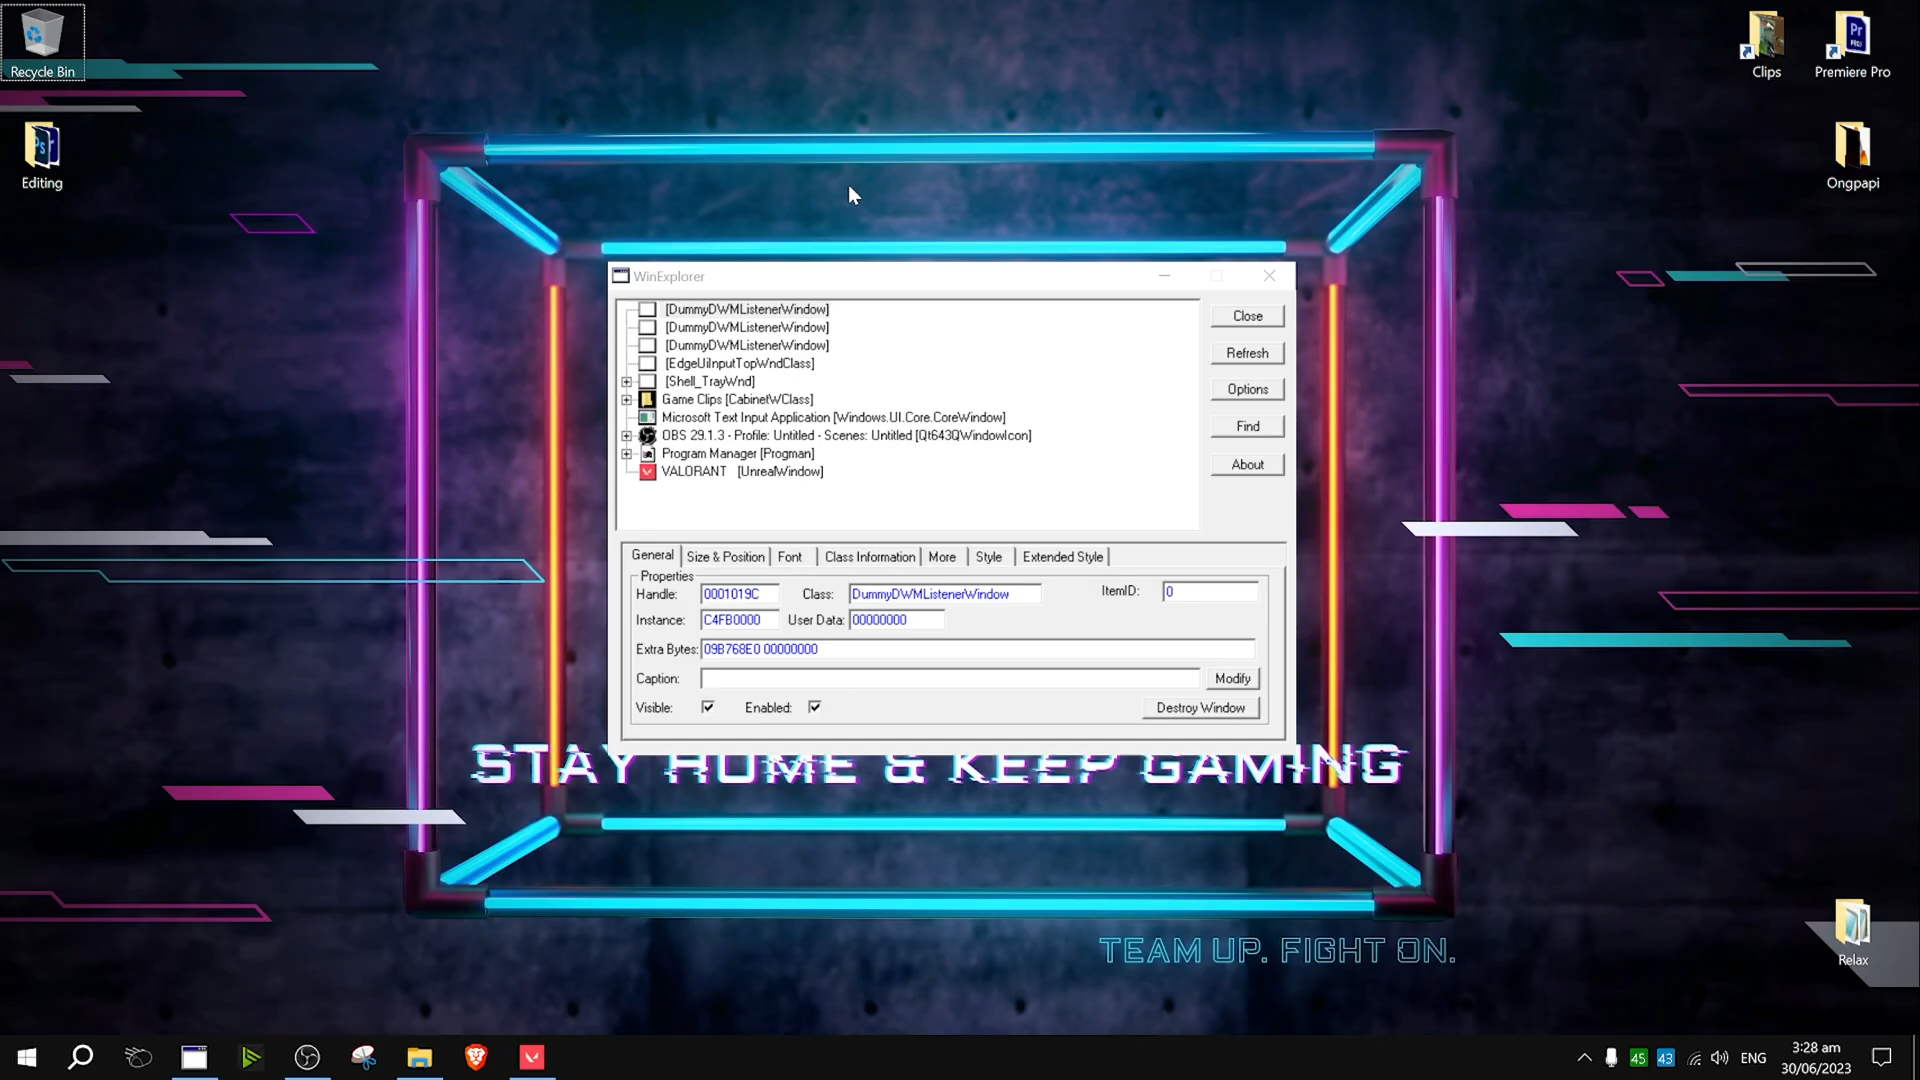 Recycle Bin
Editing
Clips
Premiere Pro
Ongpapi
Relax
WinExplorer
[DummyDWMListenerWindow]
[DummyDWMListenerWindow]
[DummyDWMListenerWindow]
[EdgeUiInputTopWndClass]
[Shell_TrayWnd]
Game Clips [CabinetWClass]
Microsoft Text Input Application [Windows.UI.Core.CoreWindow]
OBS 29.1.3 - Profile: Untitled - Scenes: Untitled [Qt643QWindowIcon]
Program Manager [Progman]
VALORANT [UnrealWindow]
Close
Refresh
Options
Find
About
General Size & Position Font Class Information More Style Extended Style
Properties
Handle: 0001019C Class: DummyDWMListenerWindow ItemID: 0
Instance: C4FB0000 User Data: 00000000
Extra Bytes: 09B768E0 00000000
Caption: Modify
Visible: Enabled: Destroy Window
STAY HOME & KEEP GAMING
TEAM UP. FIGHT ON.
45 43 ENG
3:28 am
30/06/2023